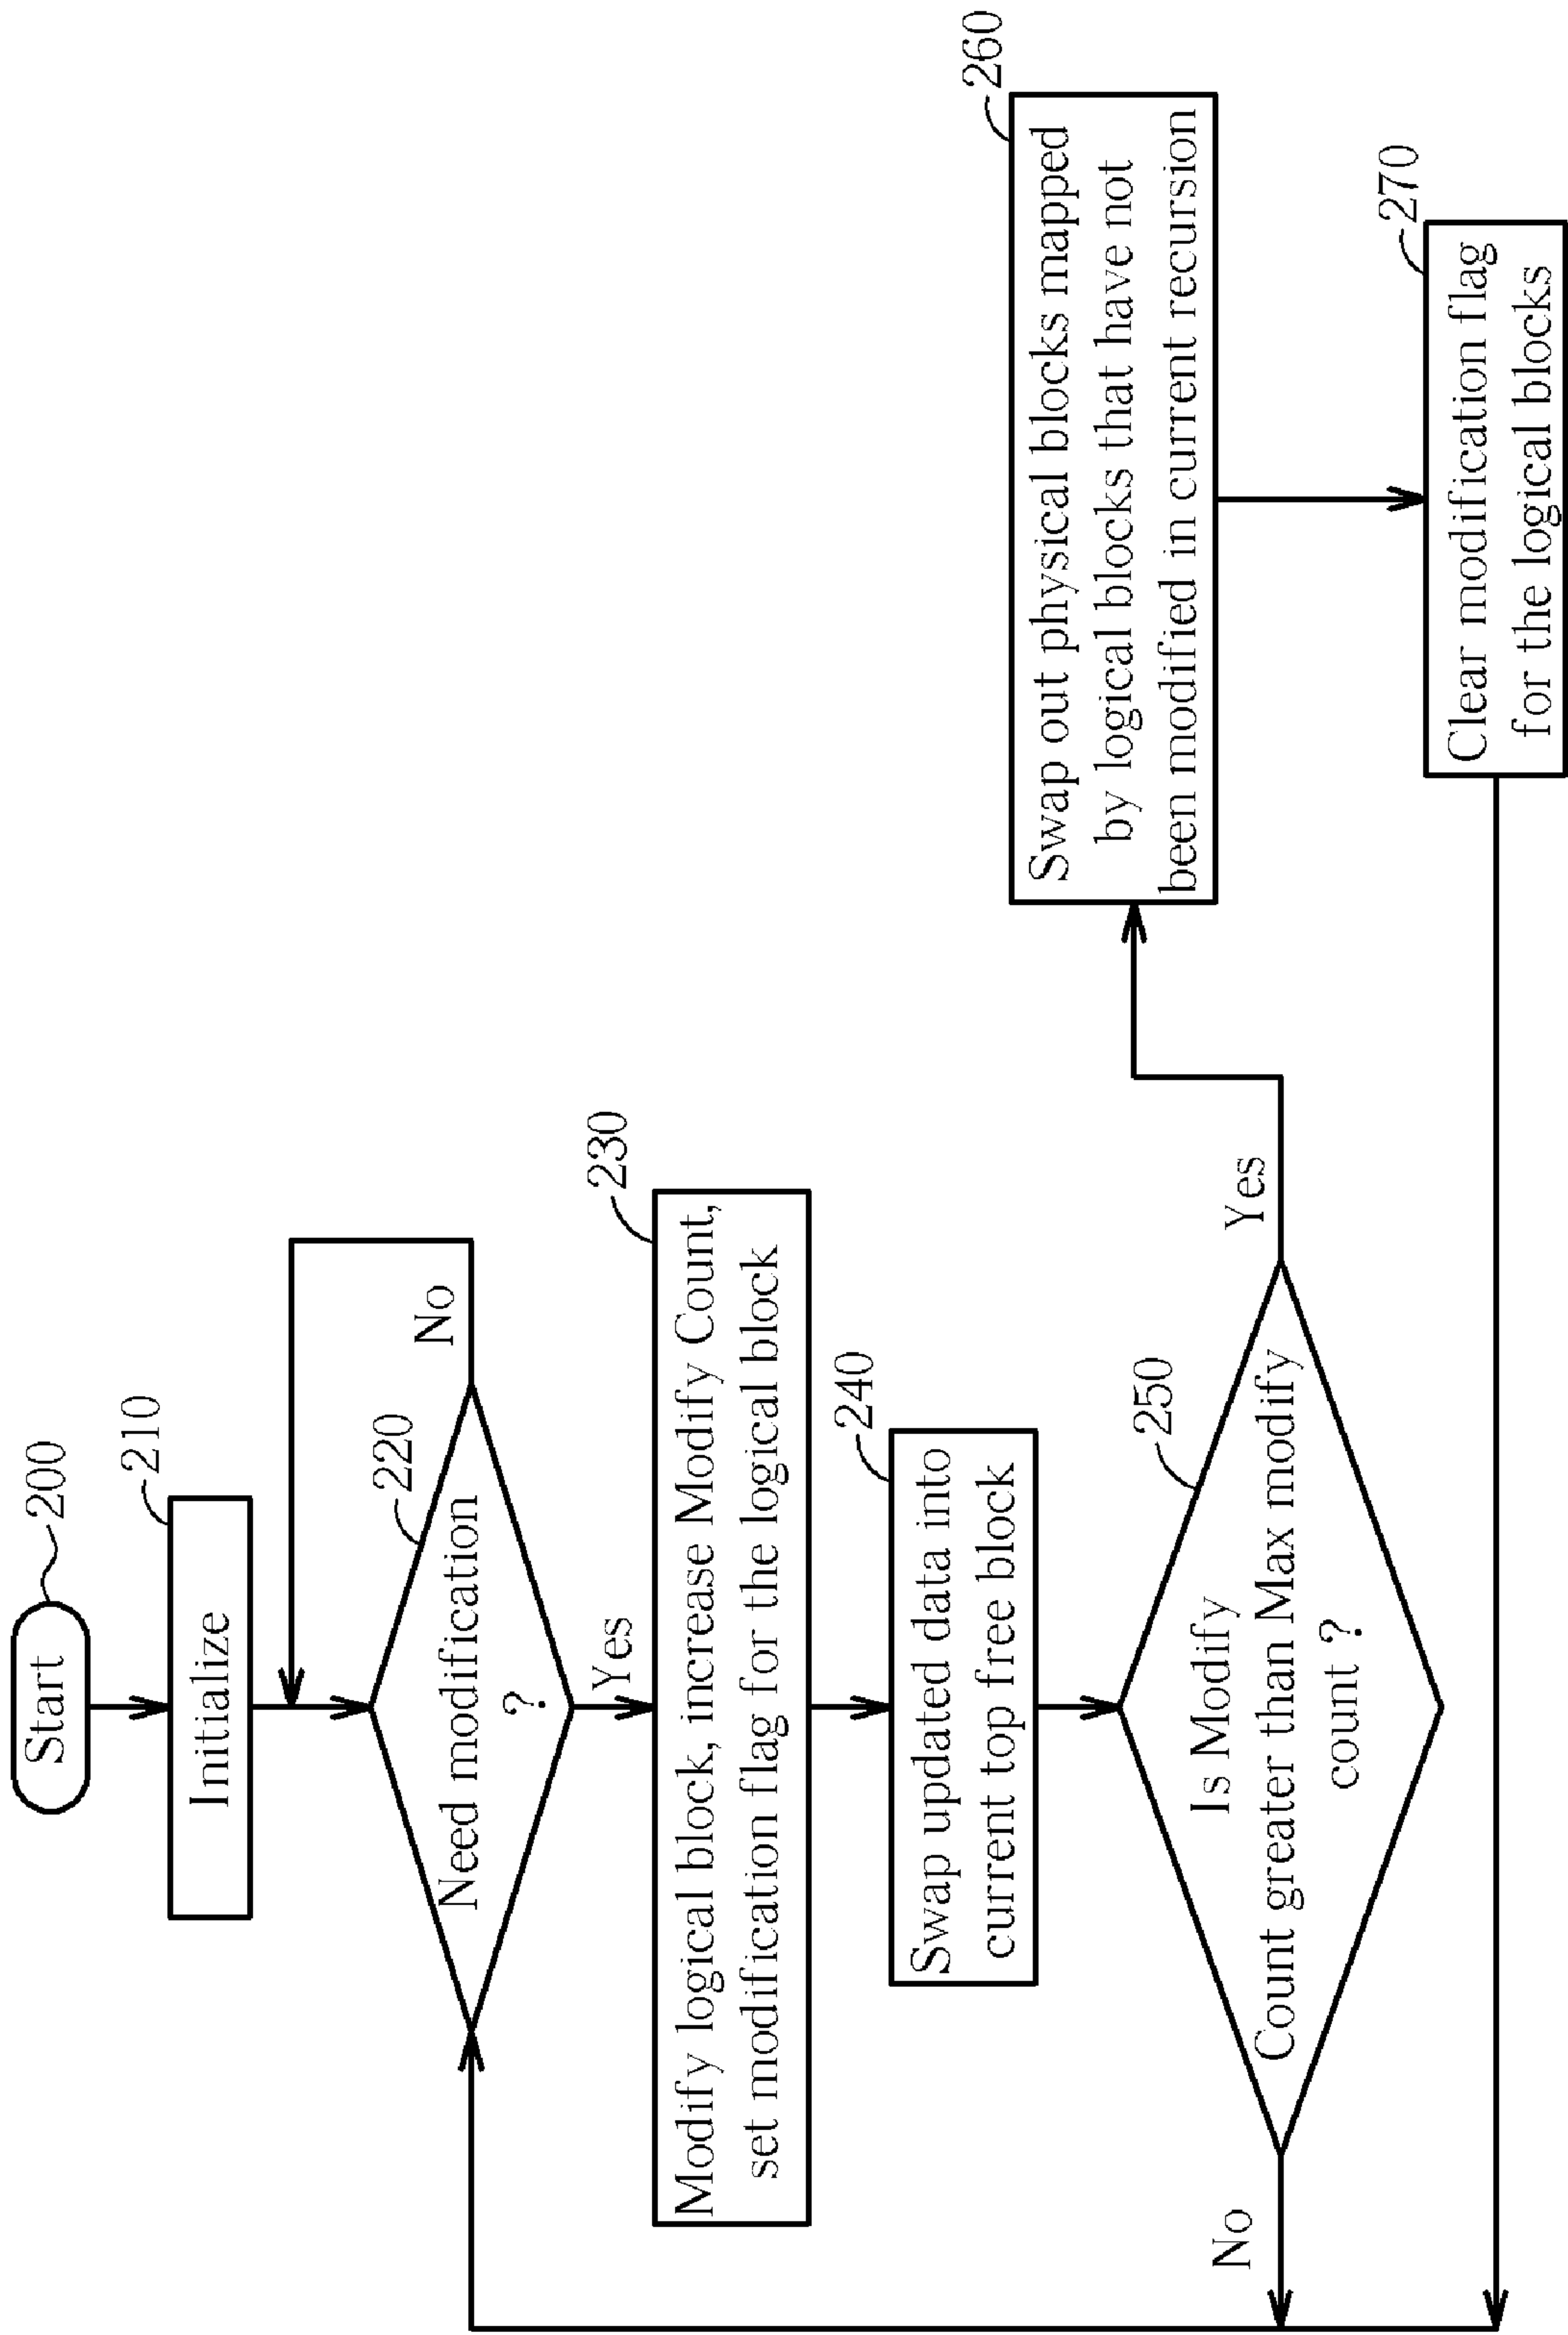 Start
200
Initialize
210
Need modification
?
220
No
Yes
Modify logical block, increase Modify Count,
set modification flag for the logical block
230
Swap updated data into
current top free block
240
Is Modify
Count greater than Max modify
count ?
250
No
Yes
Swap out physical blocks mapped
by logical blocks that have not
been modified in current recursion
260
Clear modification flag
for the logical blocks
270